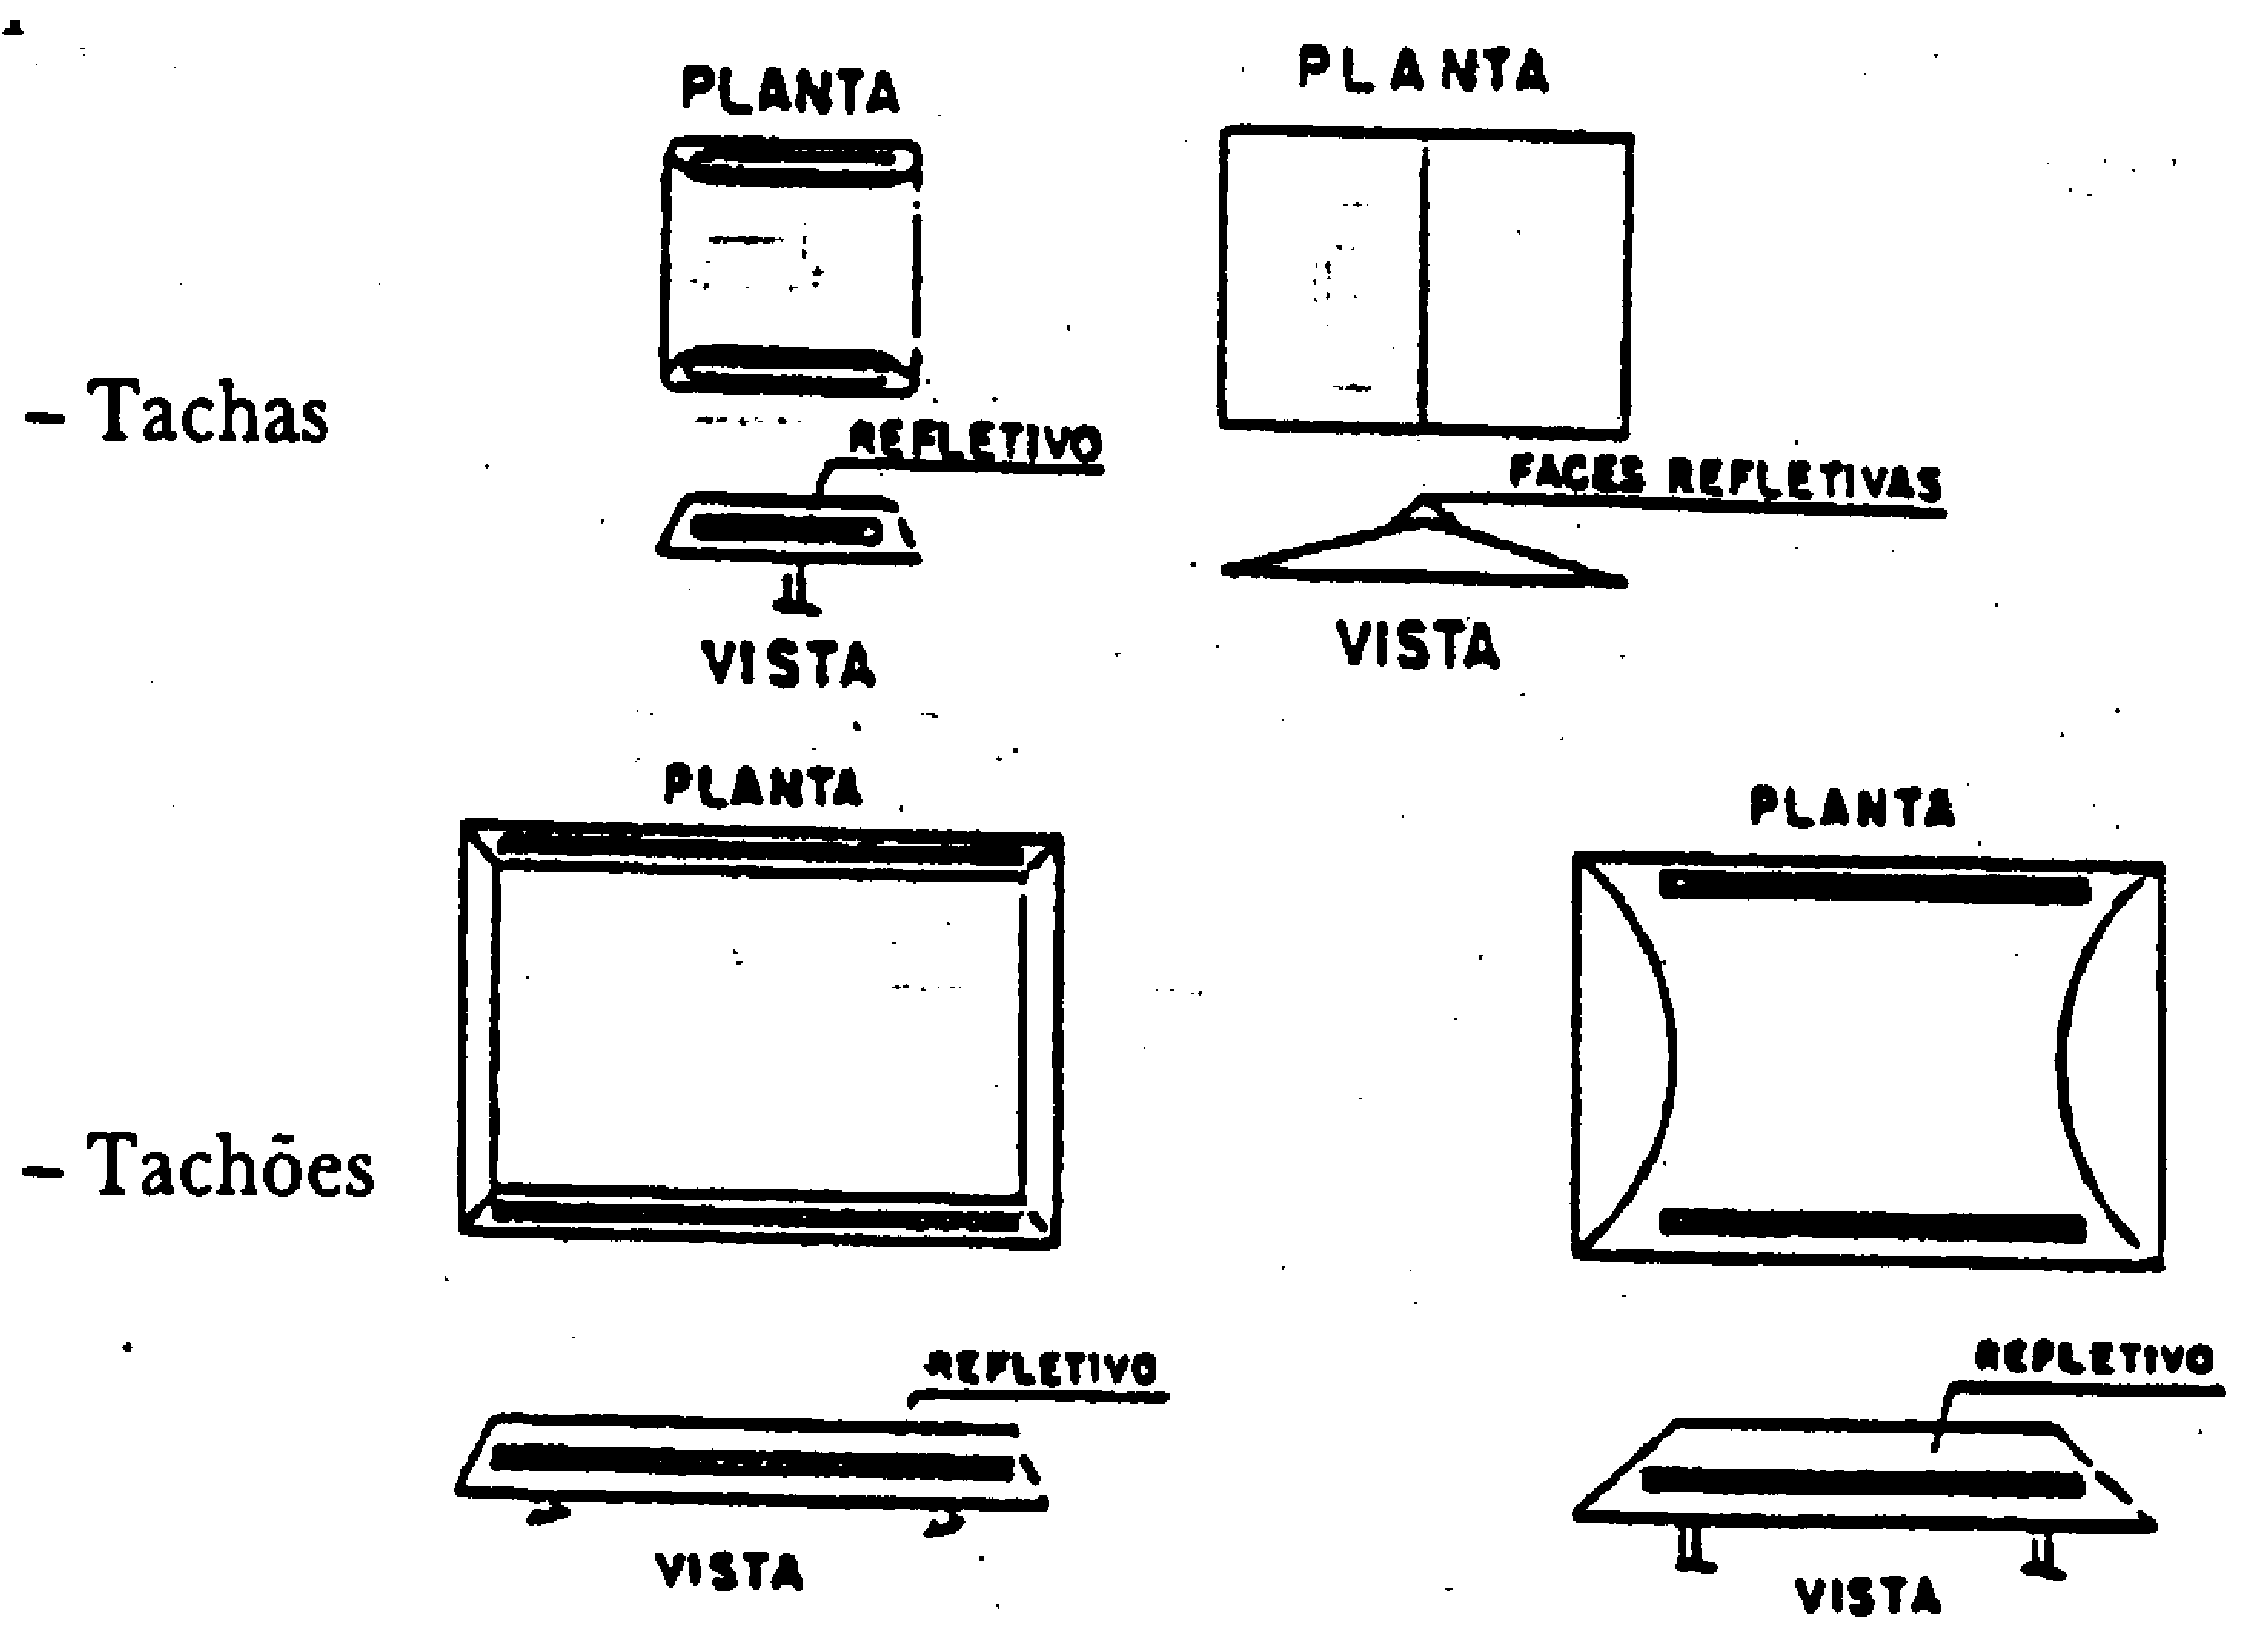 PLANTA
PLANTA
– Tachas
REFLETIVO
FACES REFLETIVAS
VISTA
VISTA
PLANTA
PLANTA
– Tachões
REFLETIVO
REFLETIVO
VISTA
VISTA